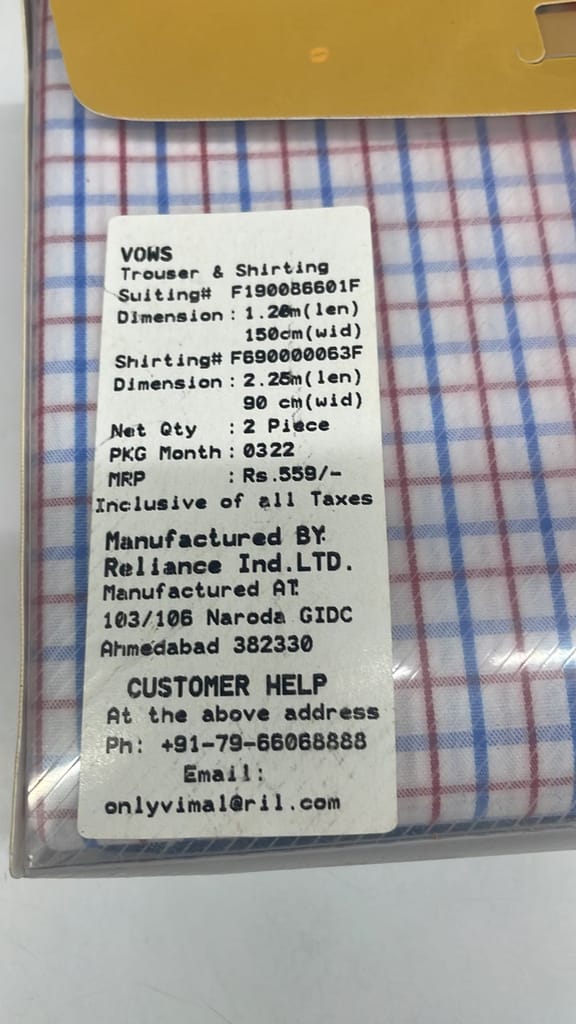 VOWS
Trouser & Shirting
Suiting# F190086601F
Dimension : 1.20m(len)
150cm(wid)
Shirting# F690000063F
Dimension : 2.25m(len)
90 cm(wid)
Net Qty : 2 Piece
PKG Month : 0322
MRP : Rs.559/-
Inclusive of all Taxes
Manufactured BY:
Reliance Ind.LTD.
Manufactured AT:
103/106 Naroda GIDC
Ahmedabad 382330
CUSTOMER HELP
At the above address
Ph: +91-79-66068888
Email:
onlyvimal@ril.com